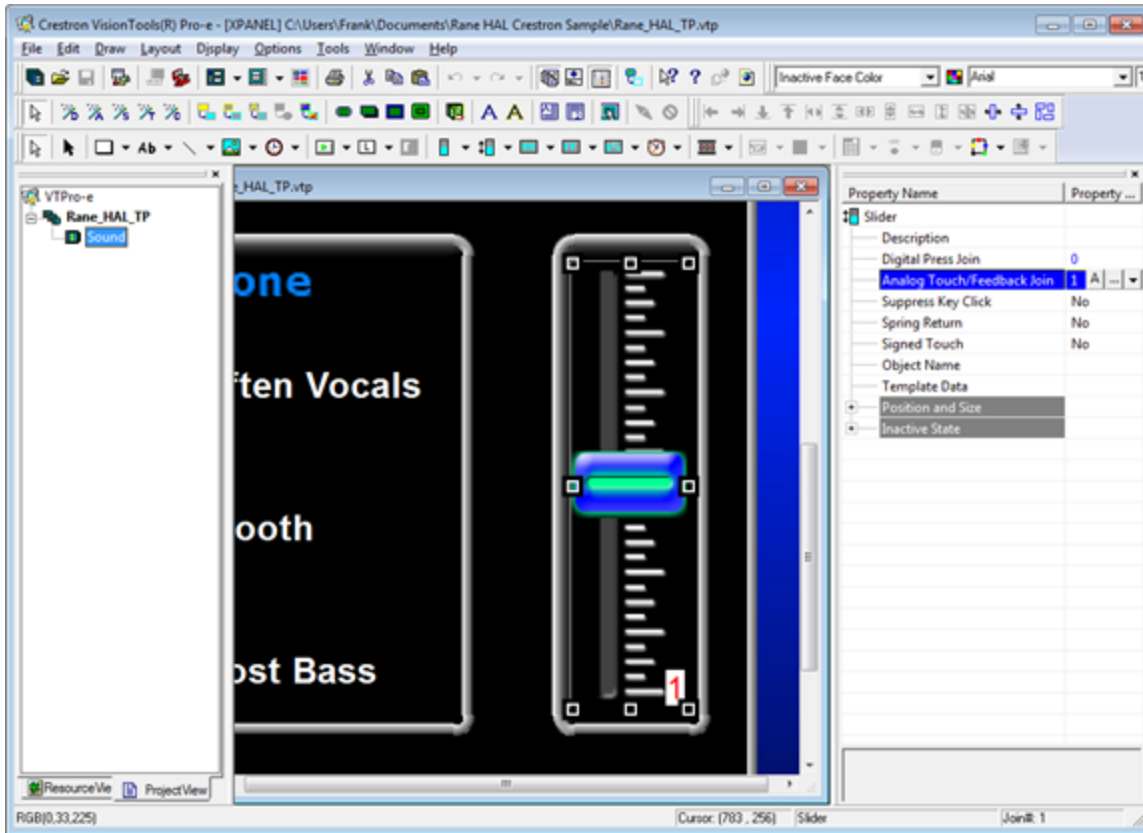 Crestron VisionTools(R) Pro-e - [XPANEL] C:\Users\Frank\Documents\Rane HAL Crestron Sample\Rane_HAL_TP.vtp
File Edit Draw Layout Display Options Tools Window Help
Inactive Face Color
Arial
Ab
VTPro-e
Rane_HAL_TP
Sound
e_HAL_TP.vtp
one
ften Vocals
ooth
ost Bass
1
Property Name Property ...
Slider
Description
Digital Press Join 0
Analog Touch/Feedback Join 1 A ...
Suppress Key Click No
Spring Return No
Signed Touch No
Object Name
Template Data
Position and Size
Inactive State
ResourceVie ProjectView
RGB(0,33,225) Cursor: (783 , 256) Slider Join#: 1